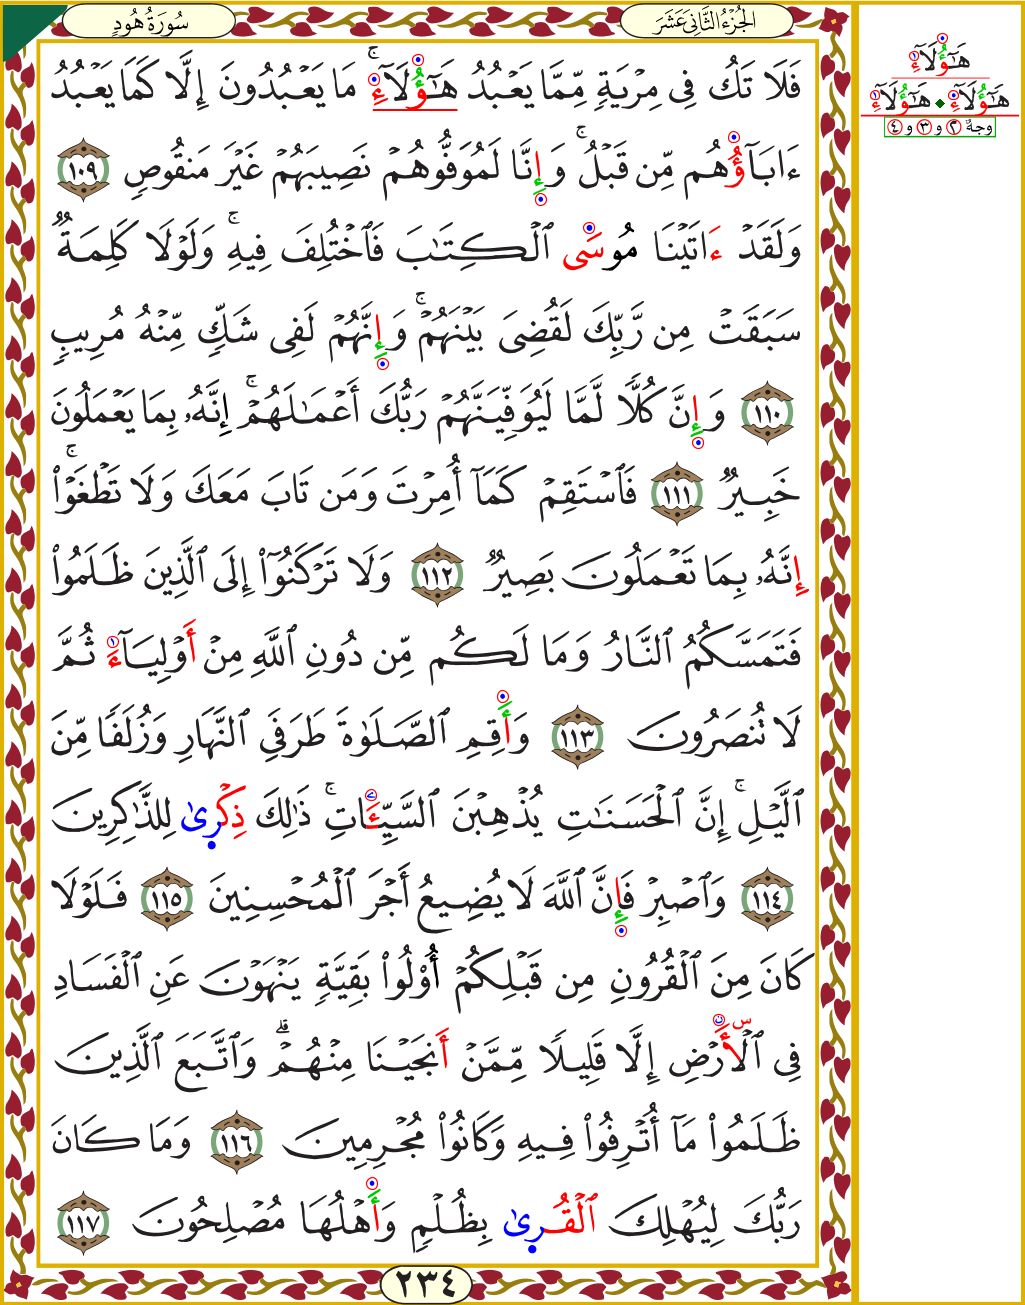 الجُزْءُ الثَّانِيَ عَشَرَ
سُورَةُ هُودٍ
فَلَا تَكُ فِى مِرْيَةٍ مِّمَّا يَعْبُدُ هَـٰٓؤُلَآءِ ۚ مَا يَعْبُدُونَ إِلَّا كَمَا يَعْبُدُ
ءَابَآؤُهُم مِّن قَبْلُ ۚ وَإِنَّا لَمُوَفُّوهُمْ نَصِيبَهُمْ غَيْرَ مَنقُوصٍ ١٠٩
وَلَقَدْ ءَاتَيْنَا مُوسَى ٱلْكِتَـٰبَ فَٱخْتُلِفَ فِيهِ ۚ وَلَوْلَا كَلِمَةٌ
سَبَقَتْ مِن رَّبِّكَ لَقُضِىَ بَيْنَهُمْ ۚ وَإِنَّهُمْ لَفِى شَكٍّ مِّنْهُ مُرِيبٍ
١١٠ وَإِنَّ كُلًّا لَّمَّا لَيُوَفِّيَنَّهُمْ رَبُّكَ أَعْمَـٰلَهُمْ ۚ إِنَّهُۥ بِمَا يَعْمَلُونَ
خَبِيرٌ ١١١ فَٱسْتَقِمْ كَمَآ أُمِرْتَ وَمَن تَابَ مَعَكَ وَلَا تَطْغَوْا۟ ۚ
إِنَّهُۥ بِمَا تَعْمَلُونَ بَصِيرٌ ١١٢ وَلَا تَرْكَنُوٓا۟ إِلَى ٱلَّذِينَ ظَلَمُوا۟
فَتَمَسَّكُمُ ٱلنَّارُ وَمَا لَكُم مِّن دُونِ ٱللَّهِ مِنْ أَوْلِيَآءَ ثُمَّ
لَا تُنصَرُونَ ١١٣ وَأَقِمِ ٱلصَّلَوٰةَ طَرَفَىِ ٱلنَّهَارِ وَزُلَفًا مِّنَ
ٱلَّيْلِ ۚ إِنَّ ٱلْحَسَنَـٰتِ يُذْهِبْنَ ٱلسَّيِّـَٔاتِ ۚ ذَٰلِكَ ذِكْرَىٰ لِلذَّٰكِرِينَ
١١٤ وَٱصْبِرْ فَإِنَّ ٱللَّهَ لَا يُضِيعُ أَجْرَ ٱلْمُحْسِنِينَ ١١٥ فَلَوْلَا
كَانَ مِنَ ٱلْقُرُونِ مِن قَبْلِكُمْ أُو۟لُوا۟ بَقِيَّةٍ يَنْهَوْنَ عَنِ ٱلْفَسَادِ
فِى ٱلْأَرْضِ إِلَّا قَلِيلًا مِّمَّنْ أَنجَيْنَا مِنْهُمْ ۗ وَٱتَّبَعَ ٱلَّذِينَ
ظَلَمُوا۟ مَآ أُتْرِفُوا۟ فِيهِ وَكَانُوا۟ مُجْرِمِينَ ١١٦ وَمَا كَانَ
رَبُّكَ لِيُهْلِكَ ٱلْقُرَىٰ بِظُلْمٍ وَأَهْلُهَا مُصْلِحُونَ ١١٧
٢٣٤
هَـٰٓؤُلَآءِ
هَـٰٓؤُلَآءِ ◆ هَـٰٓؤُلَآءِ
وجهٌ ٢ و ٣ و ٤